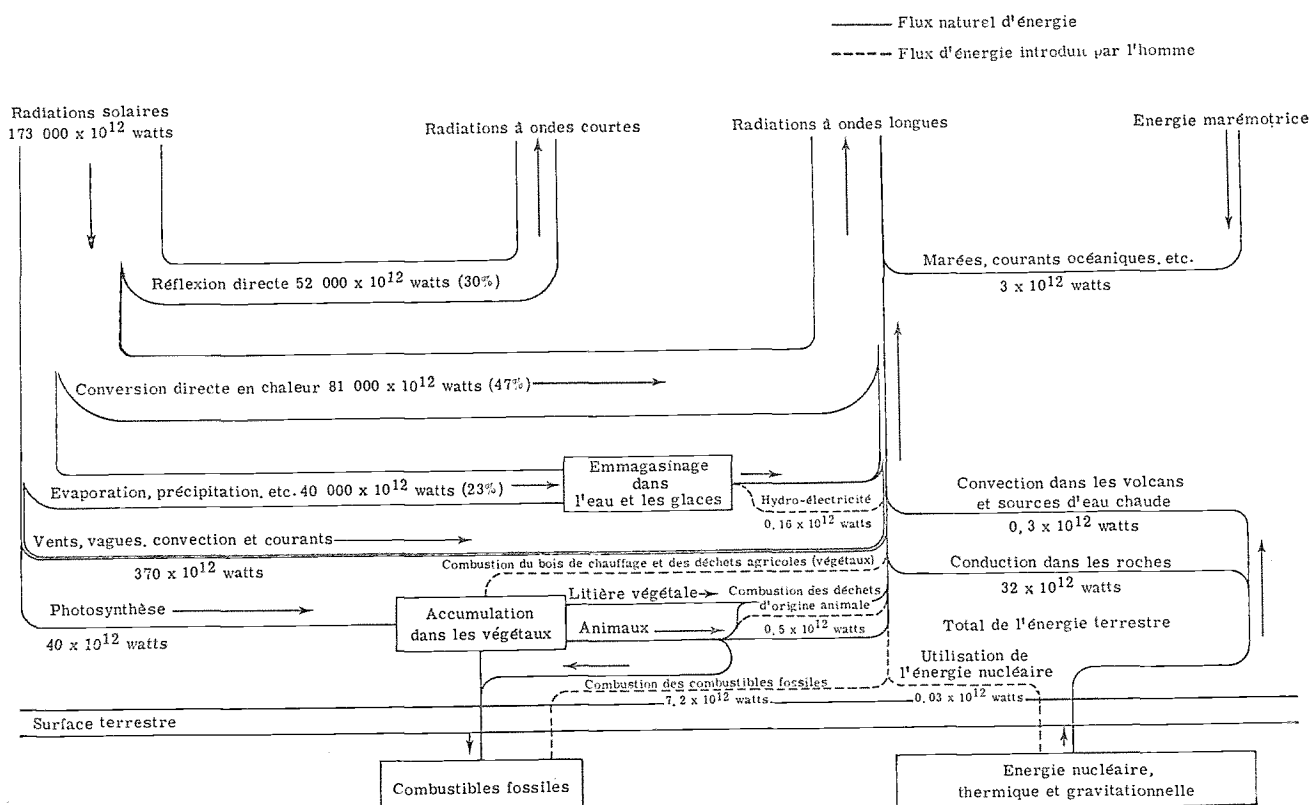 Flux naturel d'énergie
Flux d'énergie introduit par l'homme
Radiations solaires
173 000 x 10¹² watts
Radiations à ondes courtes
Radiations à ondes longues
Energie marémotrice
Réflexion directe 52 000 x 10¹² watts (30%)
Marées, courants océaniques, etc.
3 x 10¹² watts
Conversion directe en chaleur 81 000 x 10¹² watts (47%)
Evaporation, précipitation, etc. 40 000 x 10¹² watts (23%)
Emmagasinage
dans
l'eau et les glaces
Hydro-électricité
0,16 x 10¹² watts
Convection dans les volcans
et sources d'eau chaude
0,3 x 10¹² watts
Vents, vagues, convection et courants
370 x 10¹² watts
Combustion du bois de chauffage et des déchets agricoles (végétaux)
Conduction dans les roches
32 x 10¹² watts
Photosynthèse
40 x 10¹² watts
Accumulation
dans les végétaux
Litière végétale
Combustion des déchets
d'origine animale
0,5 x 10¹² watts
Animaux
Total de l'énergie terrestre
Utilisation de
l'énergie nucléaire
0,03 x 10¹² watts
Combustion des combustibles fossiles
7,2 x 10¹² watts
Surface terrestre
Combustibles fossiles
Energie nucléaire,
thermique et gravitationnelle